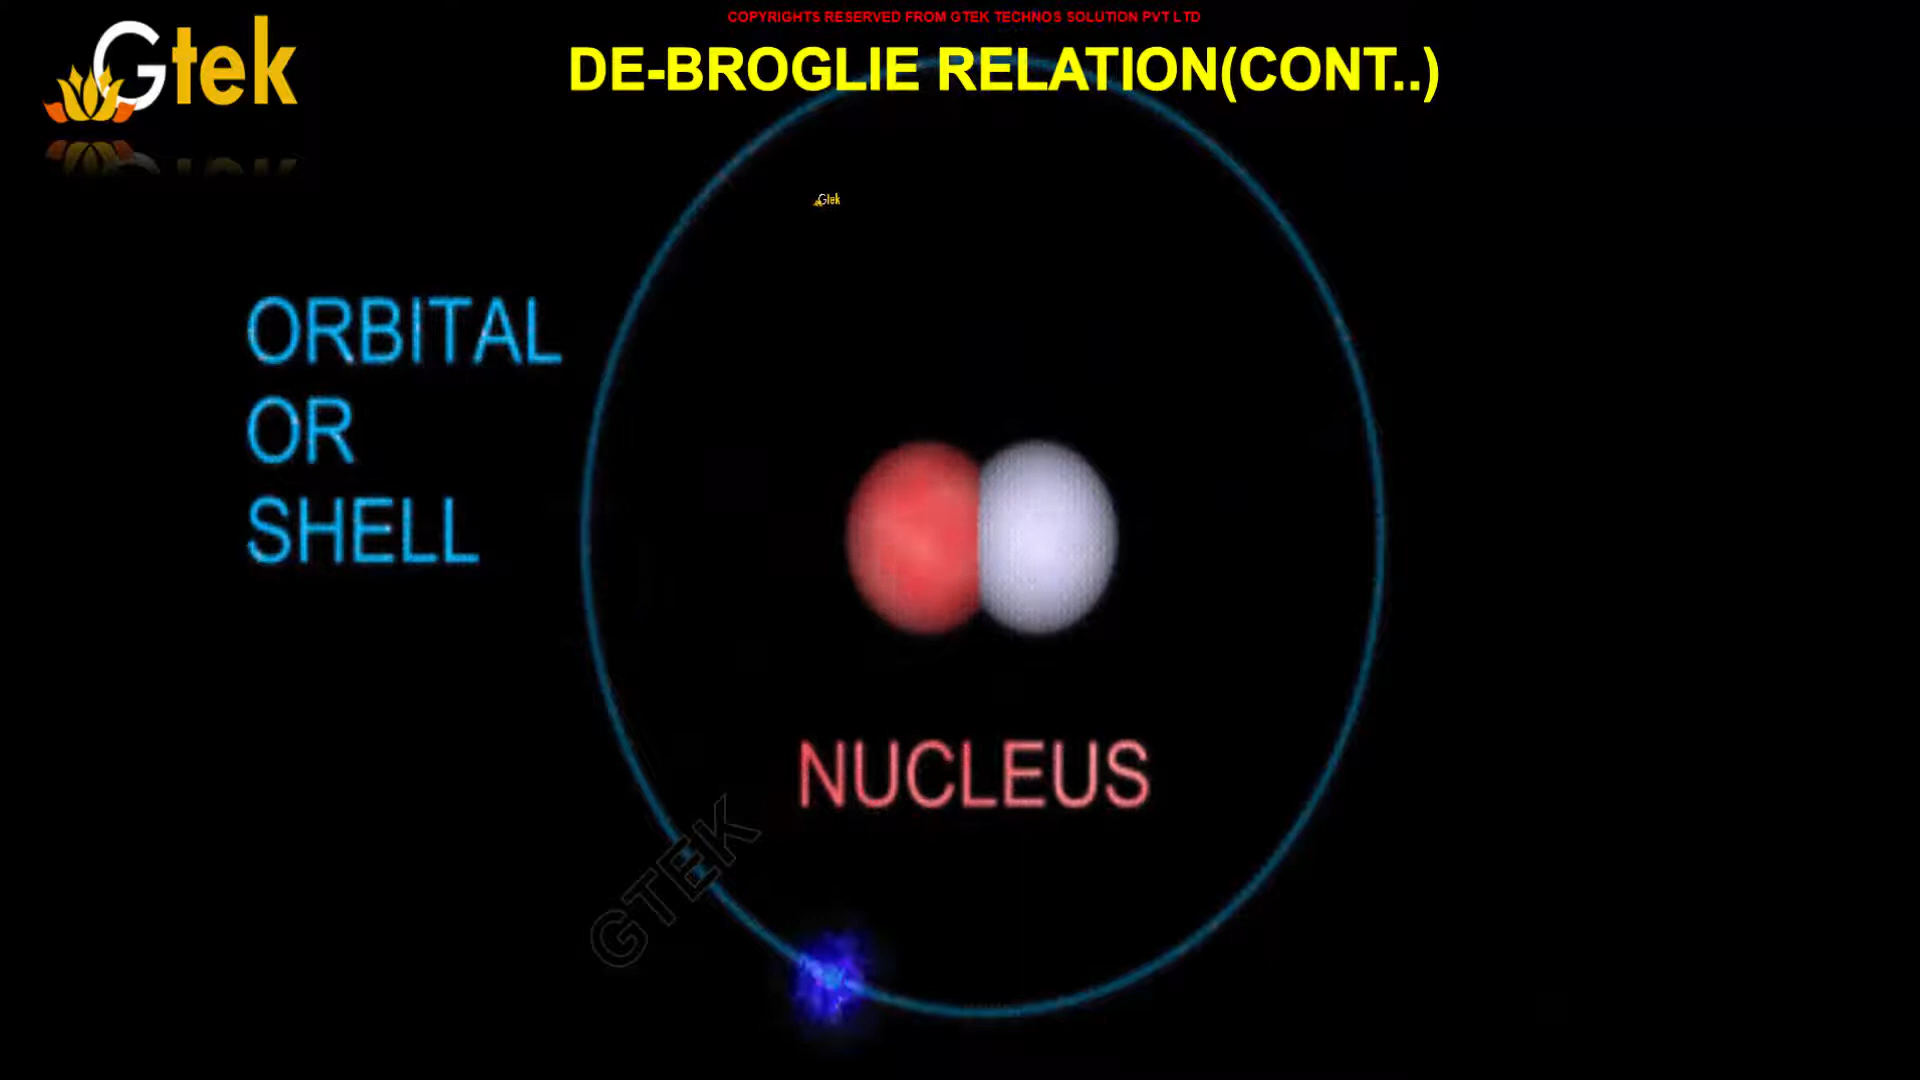 COPYRIGHTS RESERVED FROM GTEK TECHNOS SOLUTION PVT LTD
Gtek
DE-BROGLIE RELATION(CONT..)
Gtek
ORBITAL
OR
SHELL
NUCLEUS
GTEK